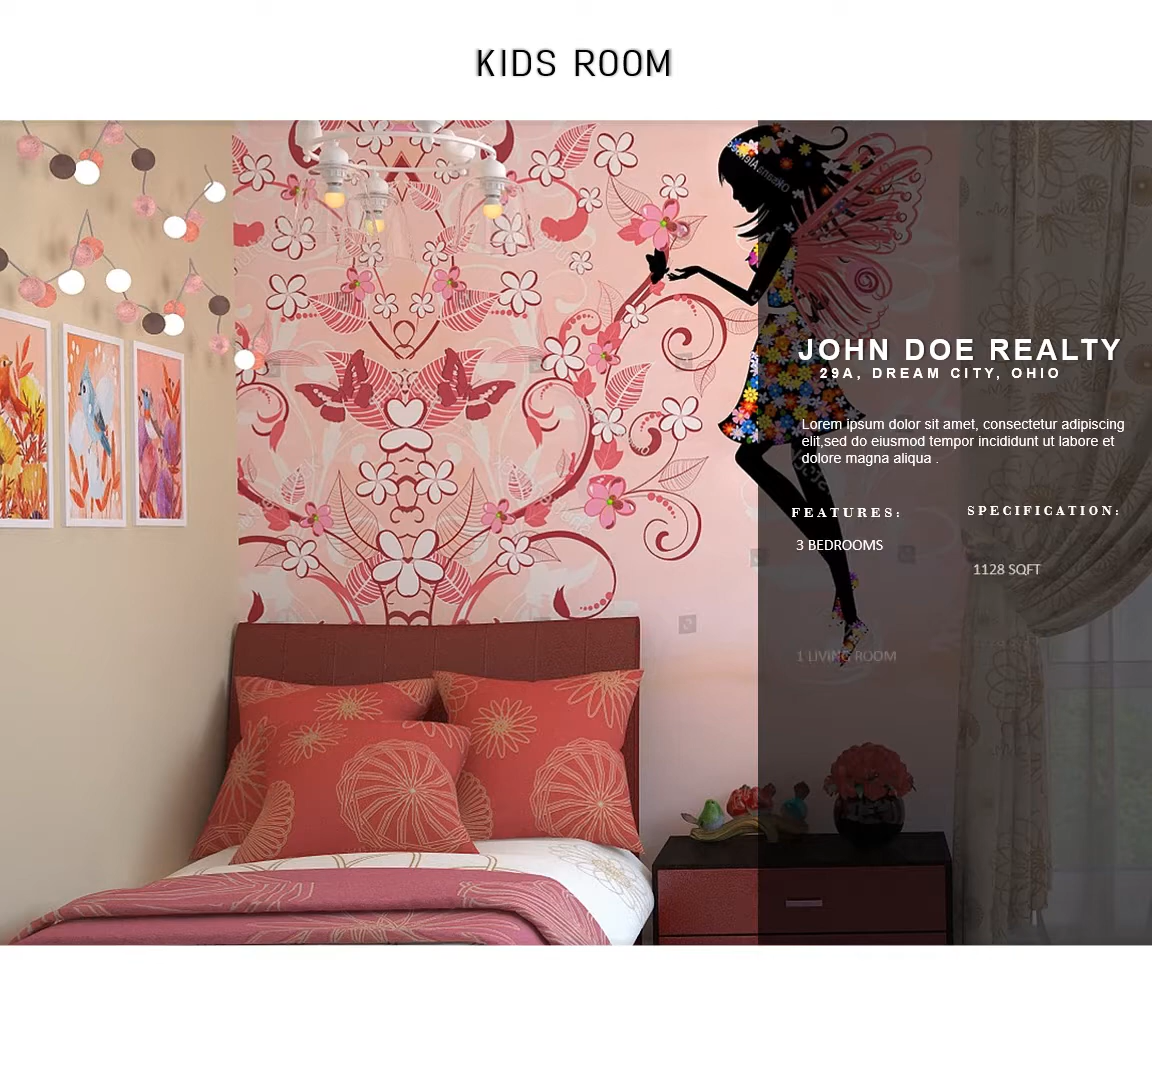 KIDS ROOM
JOHN DOE REALTY
29A, DREAM CITY, OHIO
Lorem ipsum dolor sit amet, consectetur adipiscing
elit,sed do eiusmod tempor incididunt ut labore et
dolore magna aliqua .
FEATURES:
3 BEDROOMS
1 LIVING ROOM
SPECIFICATION:
1128 SQFT